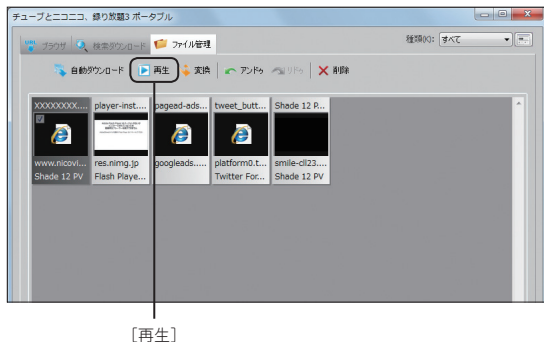 チューブとニコニコ、録り放題3 ポータブル
ブラウザ 検索ダウンロード ファイル管理 種類(K): すべて
自動ダウンロード 再生 変換 アンドゥ リドゥ 削除
XXXXXXXX.... player-inst.... pagead-ads... tweet_butt... Shade 12 P...
www.nicovi... res.nimg.jp googleads.... platform0.t... smile-cll23....
Shade 12 PV Flash Playe... Twitter For... Shade 12 PV
[再生]